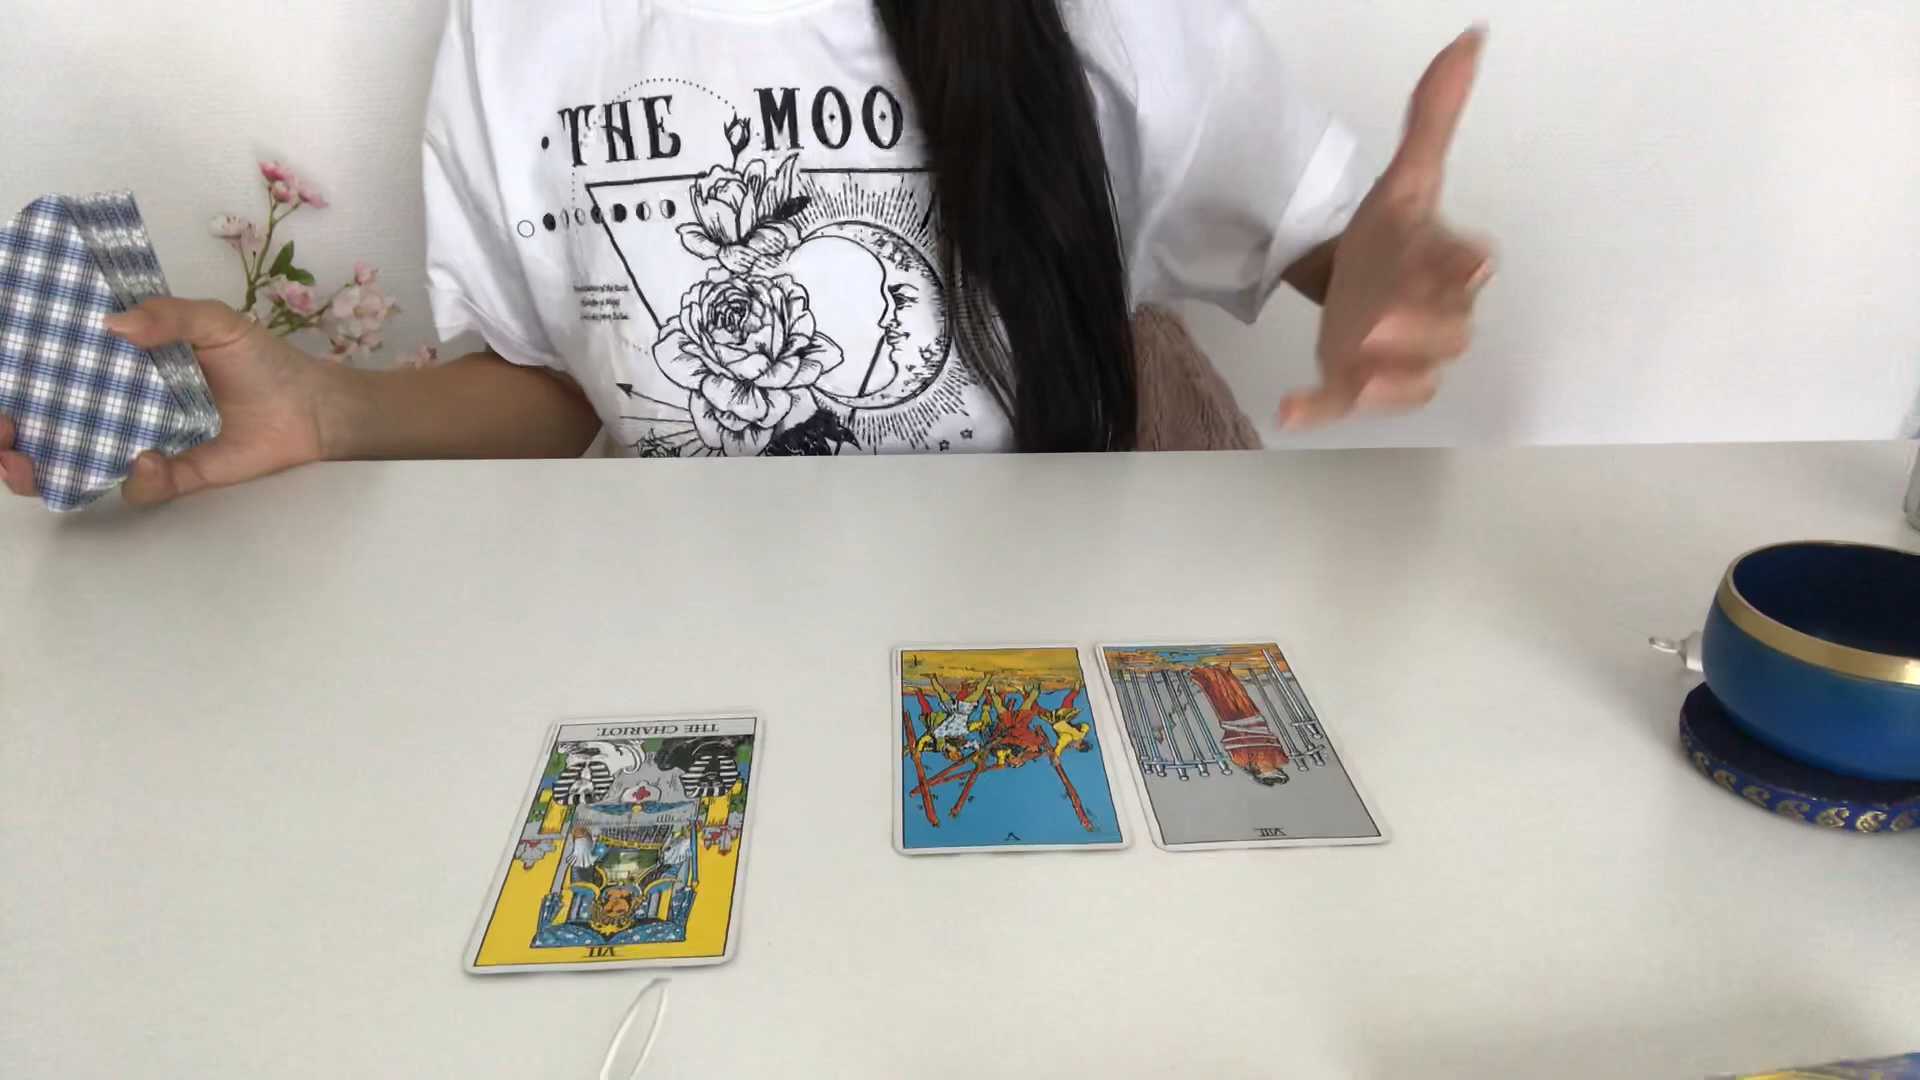 THE MOO
THE CHARIOT.
VII
V
VIII